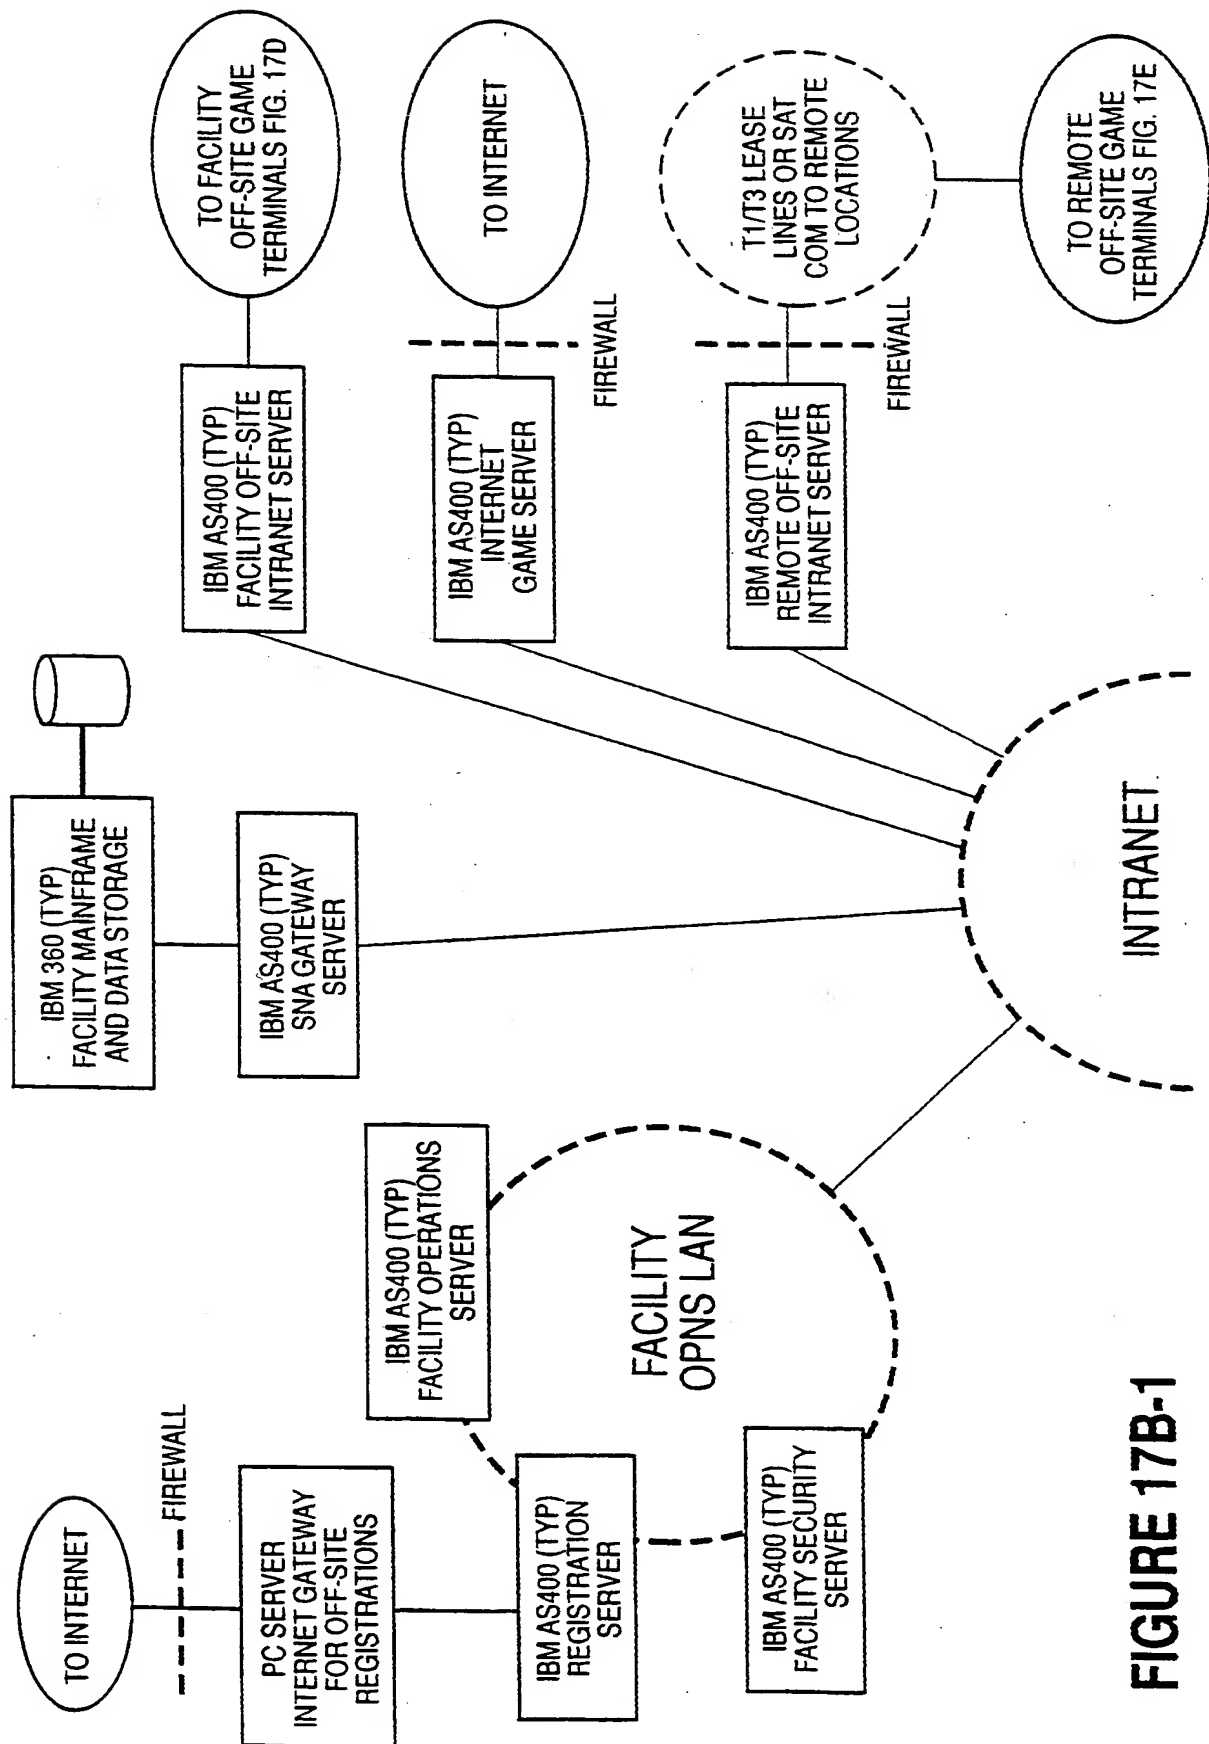 TO INTERNET
FIREWALL
PC SERVER
INTERNET GATEWAY
FOR OFF-SITE
REGISTRATIONS
IBM AS400 (TYP)
REGISTRATION
SERVER
IBM AS400 (TYP)
FACILITY SECURITY
SERVER
IBM AS400 (TYP)
FACILITY OPERATIONS
SERVER
FACILITY
OPNS LAN
IBM 360 (TYP)
FACILITY MAINFRAME
AND DATA STORAGE
IBM AS400 (TYP)
SNA GATEWAY
SERVER
INTRANET
IBM AS400 (TYP)
FACILITY OFF-SITE
INTRANET SERVER
TO FACILITY
OFF-SITE GAME
TERMINALS FIG. 17D
IBM AS400 (TYP)
INTERNET
GAME SERVER
FIREWALL
TO INTERNET
IBM AS400 (TYP)
REMOTE OFF-SITE
INTRANET SERVER
FIREWALL
T1/T3 LEASE
LINES OR SAT
COM TO REMOTE
LOCATIONS
TO REMOTE
OFF-SITE GAME
TERMINALS FIG. 17E
FIGURE 17B-1